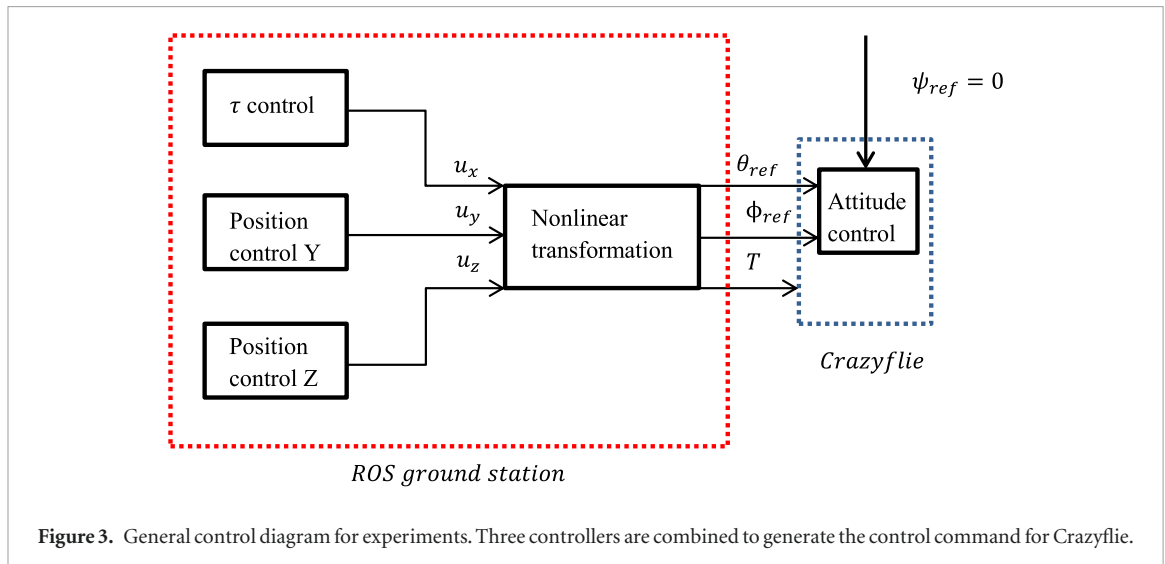 τ control
Position
control Y
Position
control Z
u_x
u_y
u_z
Nonlinear
transformation
θ_ref
ϕ_ref
T
ψ_ref = 0
Attitude
control
Crazyflie
ROS ground station
Figure 3. General control diagram for experiments. Three controllers are combined to generate the control command for Crazyflie.